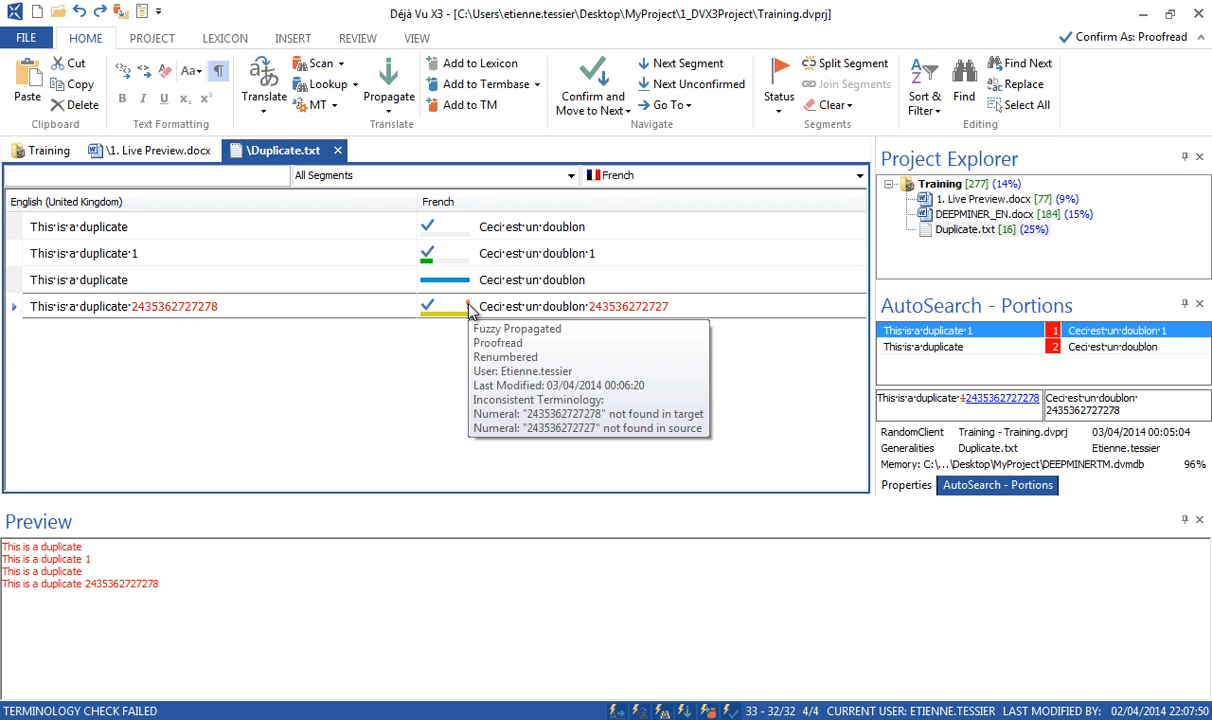 Déjà Vu X3 - [C:\Users\etienne.tessier\Desktop\MyProject\1_DVX3Project\Training.dvprj]
FILE HOME PROJECT LEXICON INSERT REVIEW VIEW Confirm As: Proofread
Paste Cut Copy Delete
Clipboard
Aa ¶
B I U x₂ x²
Text Formatting
Translate Scan Lookup MT Propagate Add to Lexicon Add to Termbase Add to TM
Translate
Confirm and Move to Next Next Segment Next Unconfirmed Go To
Navigate
Status Split Segment Join Segments Clear
Segments
Sort & Filter Find Find Next Replace Select All
Editing
Training \1. Live Preview.docx \Duplicate.txt
All Segments French
English (United Kingdom) French
This·is·a·duplicate Ceci·est·un·doublon
This·is·a·duplicate·1 Ceci·est·un·doublon·1
This·is·a·duplicate Ceci·est·un·doublon
This·is·a·duplicate·2435362727278 Ceci·est·un·doublon·243536272727
Fuzzy Propagated
Proofread
Renumbered
User: Etienne.tessier
Last Modified: 03/04/2014 00:06:20
Inconsistent Terminology:
Numeral: "2435362727278" not found in target
Numeral: "243536272727" not found in source
Project Explorer
Training [277] (14%)
1. Live Preview.docx [77] (9%)
DEEPMINER_EN.docx [184] (15%)
Duplicate.txt [16] (25%)
AutoSearch - Portions
This·is·a·duplicate·1 1 Ceci·est·un·doublon·1
This·is·a·duplicate 2 Ceci·est·un·doublon
This·is·a·duplicate·12435362727278 Ceci·est·un·doublon·
2435362727278
RandomClient Training - Training.dvprj 03/04/2014 00:05:04
Generalities Duplicate.txt Etienne.tessier
Memory: C:\...\Desktop\MyProject\DEEPMINERTM.dvmdb 96%
Properties AutoSearch - Portions
Preview
This is a duplicate
This is a duplicate 1
This is a duplicate
This is a duplicate 2435362727278
TERMINOLOGY CHECK FAILED 33 - 32/32 4/4 CURRENT USER: ETIENNE.TESSIER LAST MODIFIED BY: 02/04/2014 22:07:50